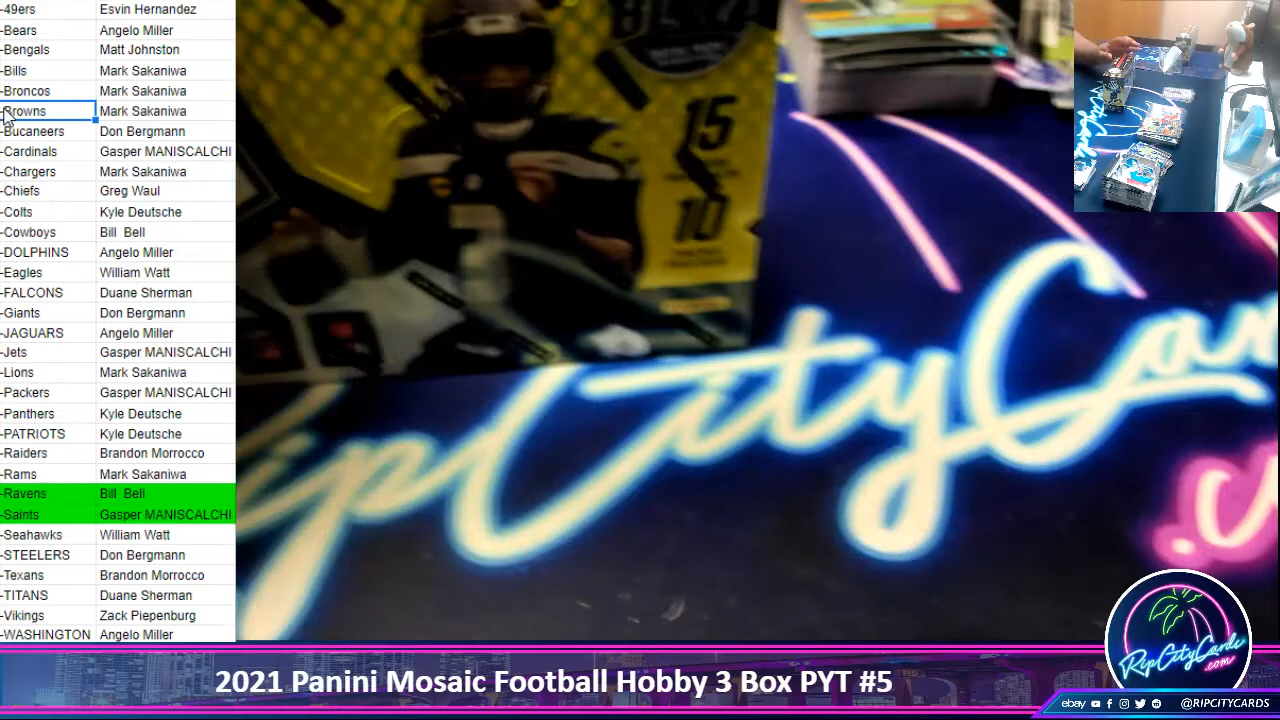 -49ers Esvin Hernandez
-Bears Angelo Miller
-Bengals Matt Johnston
-Bills Mark Sakaniwa
-Broncos Mark Sakaniwa
-Browns Mark Sakaniwa
-Bucaneers Don Bergmann
-Cardinals Gasper MANISCALCHI
-Chargers Mark Sakaniwa
-Chiefs Greg Waul
-Colts Kyle Deutsche
-Cowboys Bill Bell
-DOLPHINS Angelo Miller
-Eagles William Watt
-FALCONS Duane Sherman
-Giants Don Bergmann
-JAGUARS Angelo Miller
-Jets Gasper MANISCALCHI
-Lions Mark Sakaniwa
-Packers Gasper MANISCALCHI
-Panthers Kyle Deutsche
-PATRIOTS Kyle Deutsche
-Raiders Brandon Morrocco
-Rams Mark Sakaniwa
-Ravens Bill Bell
-Saints Gasper MANISCALCHI
-Seahawks William Watt
-STEELERS Don Bergmann
-Texans Brandon Morrocco
-TITANS Duane Sherman
-Vikings Zack Piepenburg
-WASHINGTON Angelo Miller
15
10
ipCityCar
.c
RipCityCards
.com
2021 Panini Mosaic Football Hobby 3 Box PYT #5
ebay @RIPCITYCARDS